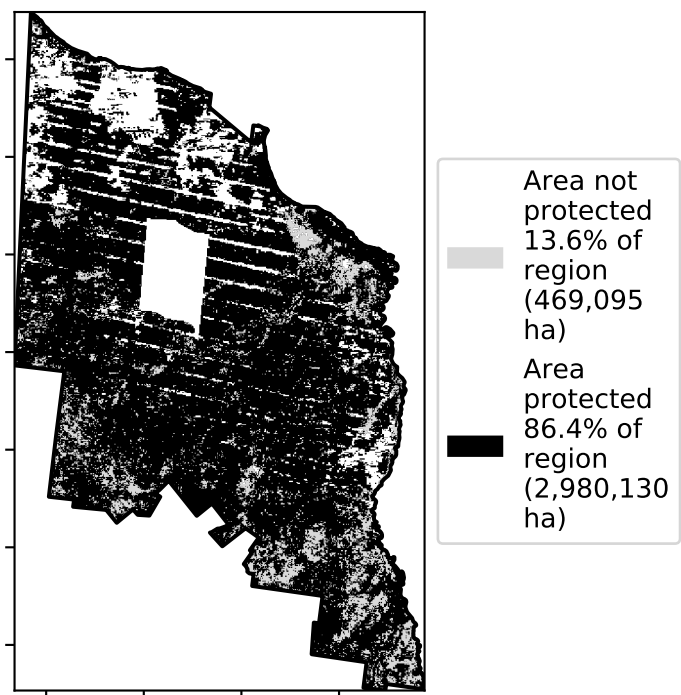 Area not
protected
13.6% of
region
(469,095
ha)
Area
protected
86.4% of
region
(2,980,130
ha)